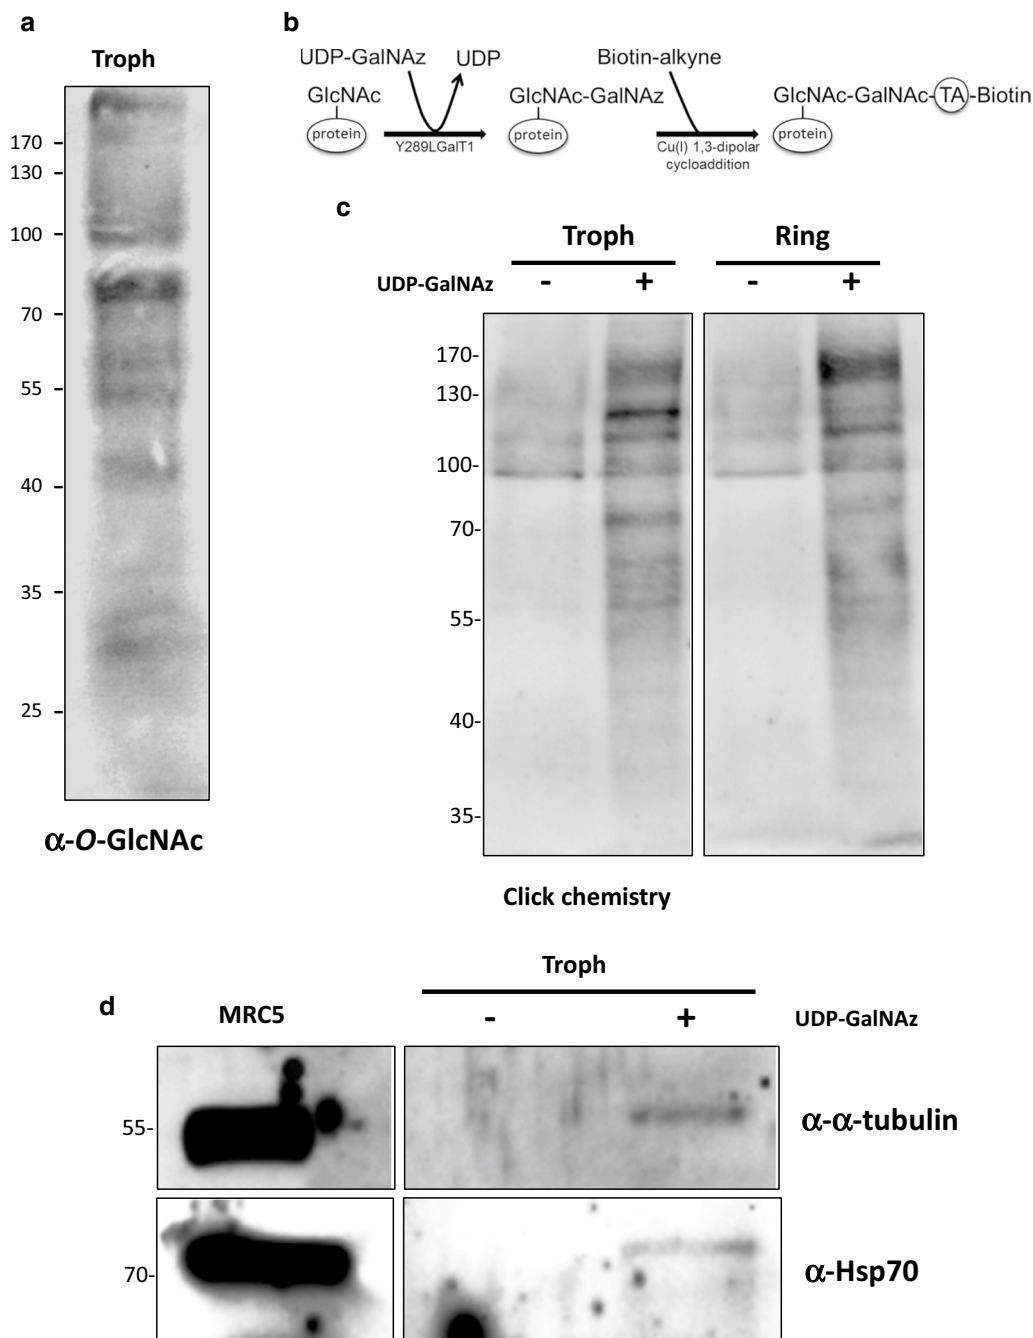 a
Troph
170
130
100
70
55
40
35
25
α-O-GlcNAc
b
UDP-GalNAz UDP Biotin-alkyne
GlcNAc GlcNAc-GalNAz GlcNAc-GalNAc-TA-Biotin
protein protein protein
Y289LGalT1 Cu(I) 1,3-dipolar
cycloaddition
c
Troph Ring
UDP-GalNAz - + - +
170-
130-
100-
70-
55-
40-
35-
Click chemistry
Troph
d
MRC5 - + UDP-GalNAz
55- α-α-tubulin
70- α-Hsp70